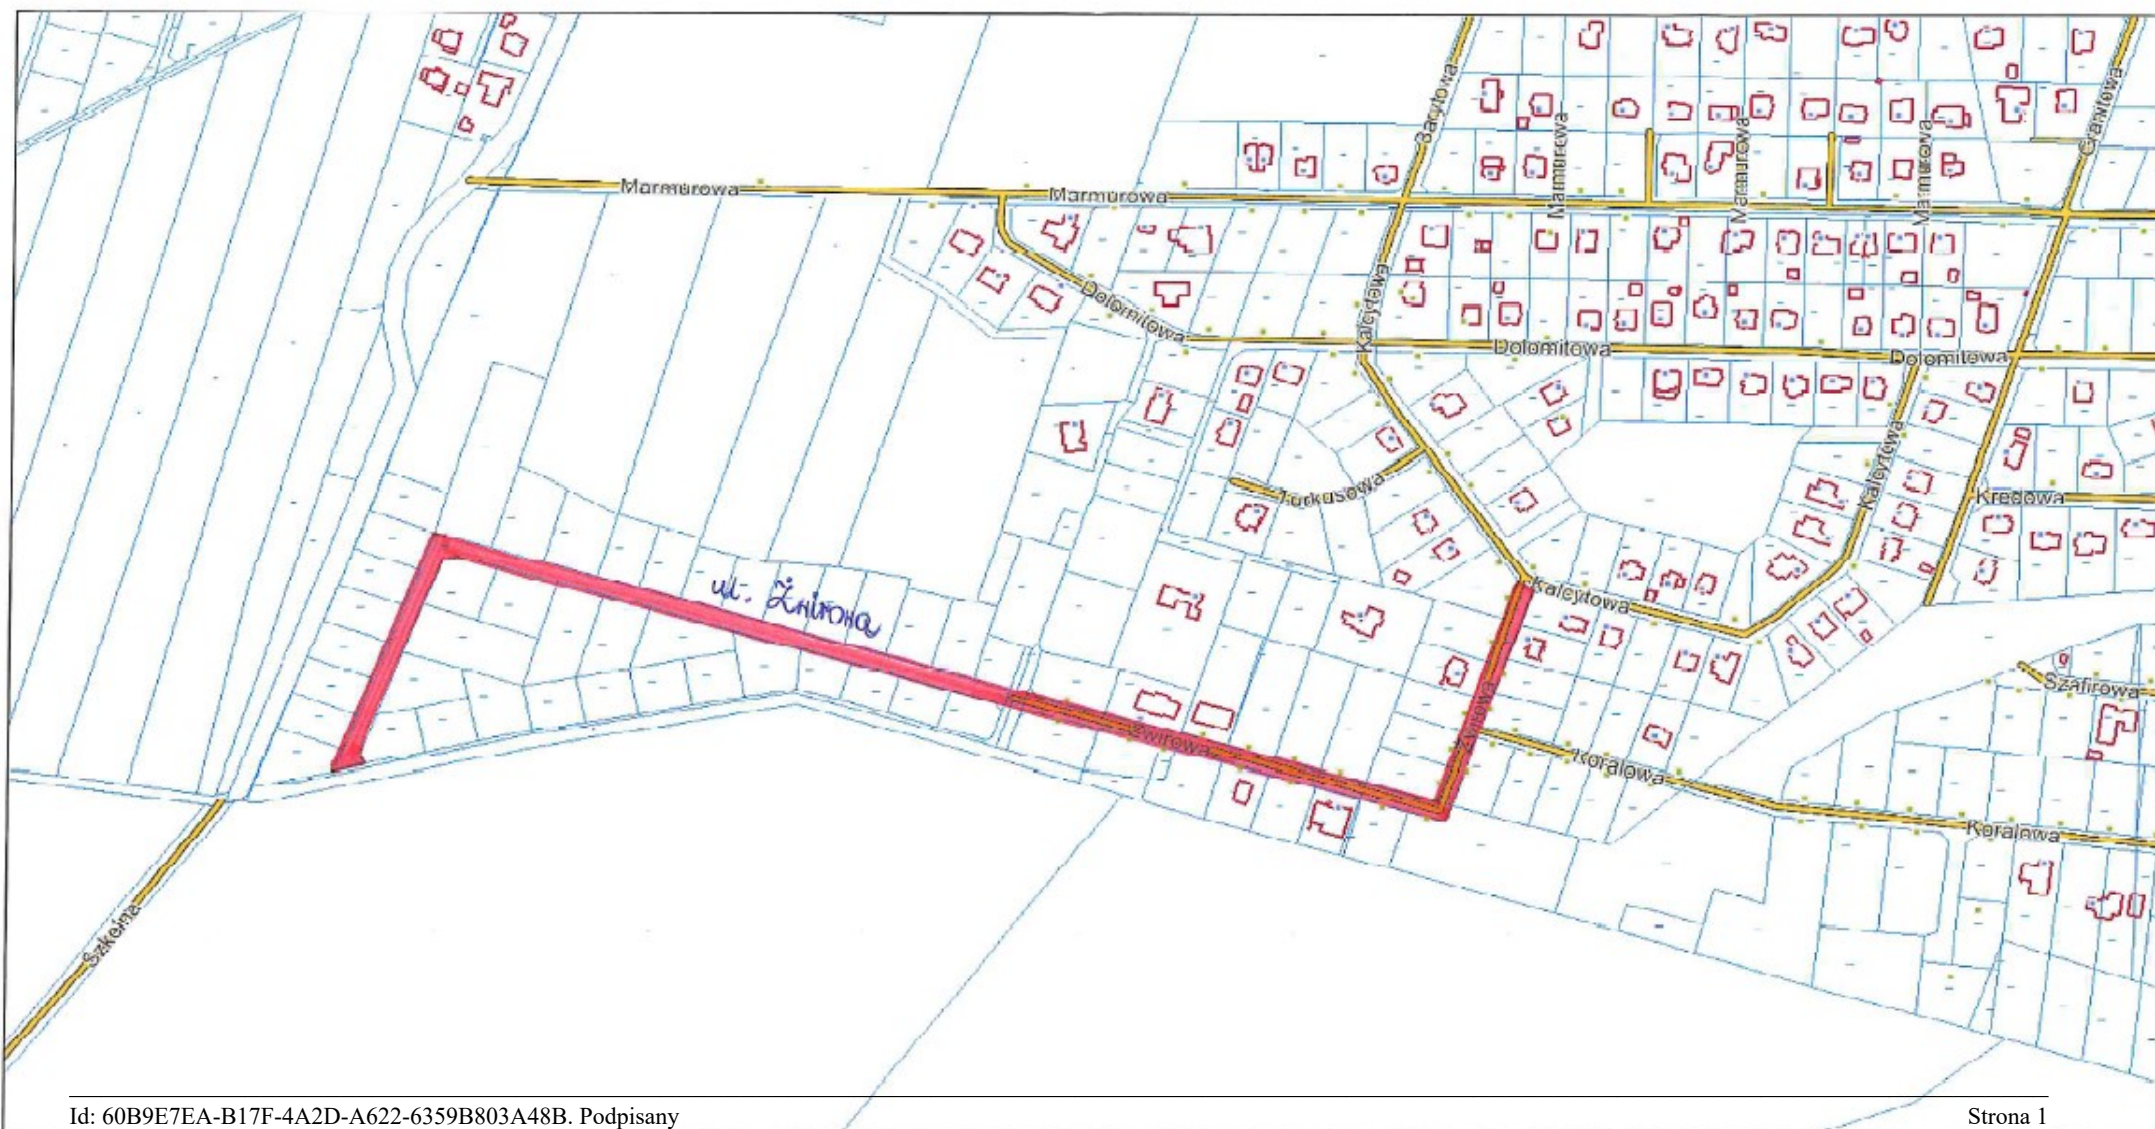 Barytowa
Granitowa
Marmurowa
Marmurowa
Marmurowa
Marmurowa
Marmurowa
Kalcytowa
Dolomitowa
Dolomitowa
Dolomitowa
Turkusowa
Kalcytowa
Kredowa
ul. Żwirowa
Kalcytowa
Szafirowa
Żwirowa
Żwirowa
Koralowa
Koralowa
Szkolna
Id: 60B9E7EA-B17F-4A2D-A622-6359B803A48B. Podpisany
Strona 1